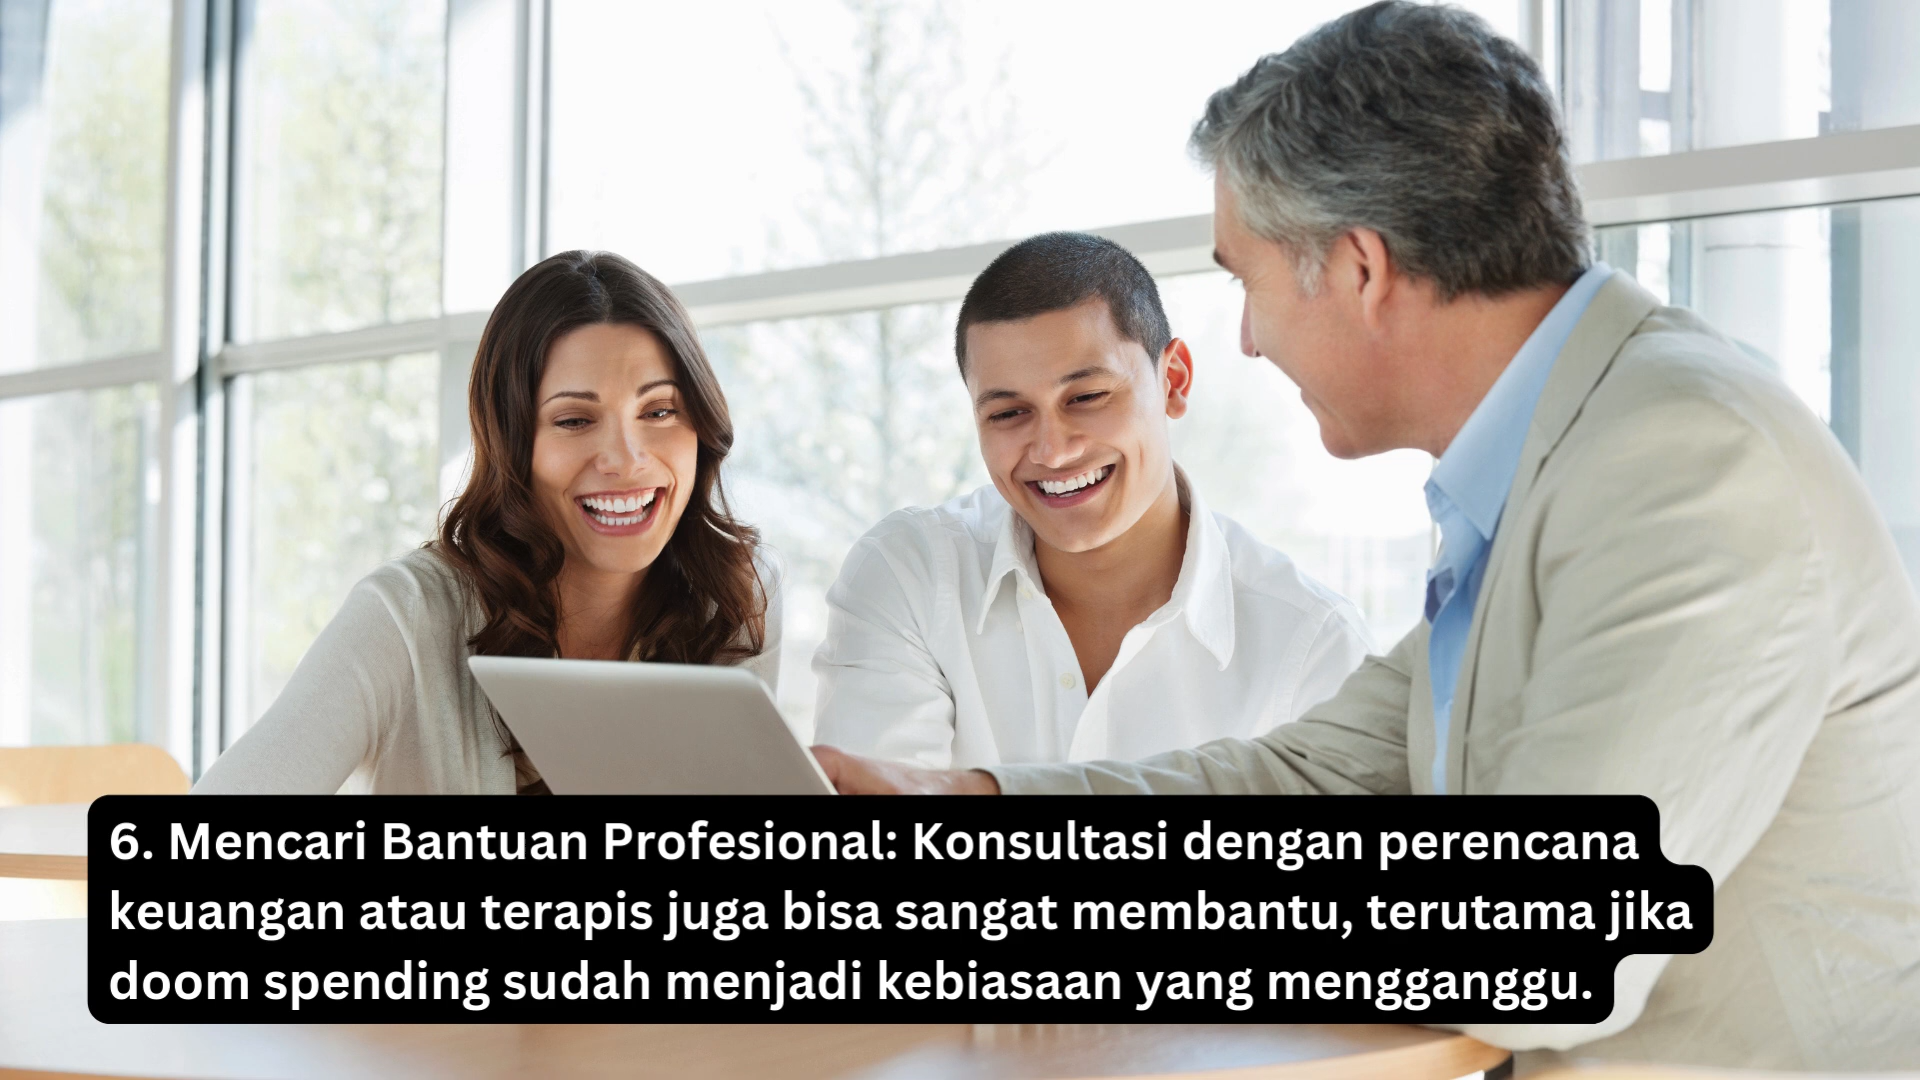 6. Mencari Bantuan Profesional: Konsultasi dengan perencana
keuangan atau terapis juga bisa sangat membantu, terutama jika
doom spending sudah menjadi kebiasaan yang mengganggu.